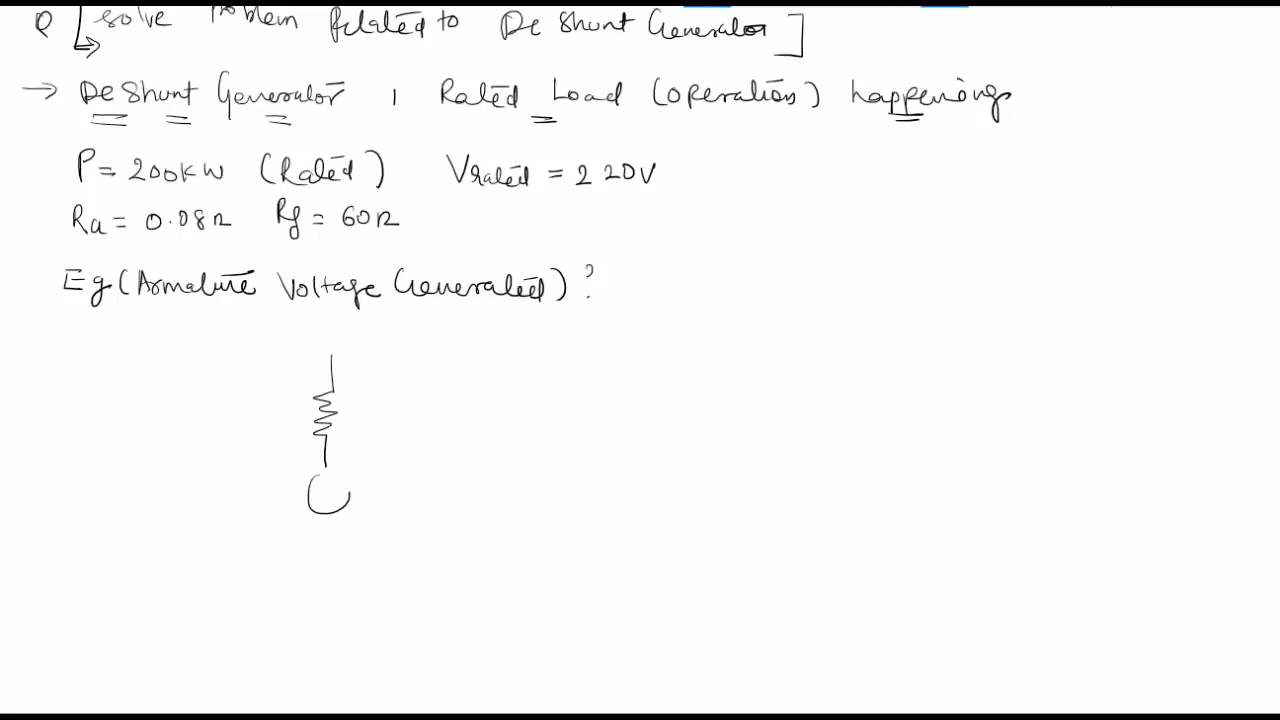 Q [solve Problem Related to DC Shunt Generator]
→ DC Shunt Generator , Rated Load (operation) happening
P = 200kW (Rated) Vrated = 220V
Ra = 0.08Ω Rf = 60Ω
Eg (Armature Voltage Generated) ?